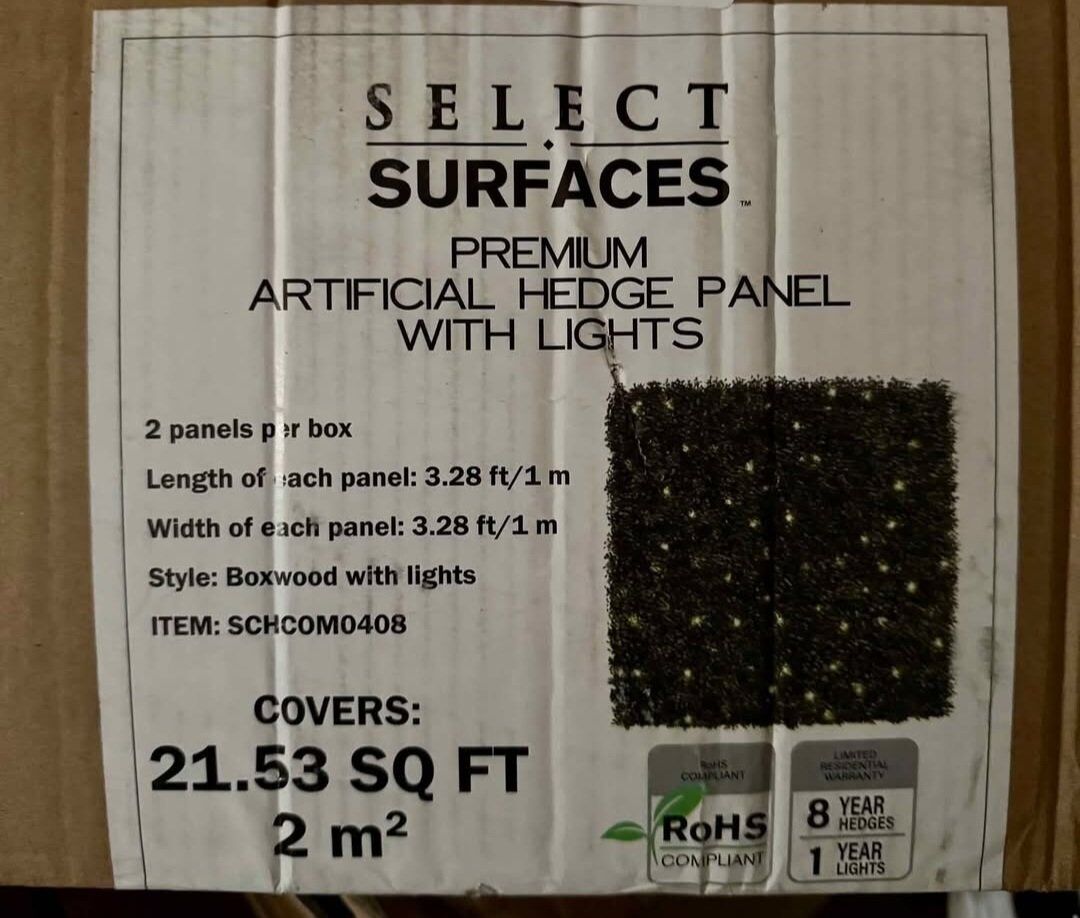 SELECT
SURFACES™
PREMIUM
ARTIFICIAL HEDGE PANEL
WITH LIGHTS
2 panels per box
Length of each panel: 3.28 ft/1 m
Width of each panel: 3.28 ft/1 m
Style: Boxwood with lights
ITEM: SCHCOM0408
COVERS:
21.53 SQ FT
2 m²
RoHS
COMPLIANT
RoHS
COMPLIANT
LIMITED
RESIDENTIAL
WARRANTY
8 YEAR
HEDGES
1 YEAR
LIGHTS